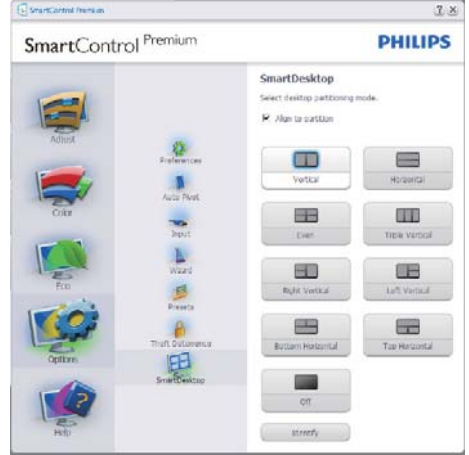 SmartControl Premium
SmartControl Premium
PHILIPS
Adjust
Color
Eco
Options
Help
Preferences
Auto Pivot
Input
Wizard
Presets
Theft Deterrence
SmartDesktop
SmartDesktop
Select desktop partitioning mode.
Align to partition
Vertical
Horizontal
Even
Triple Vertical
Right Vertical
Left Vertical
Bottom Horizontal
Top Horizontal
Off
Identify